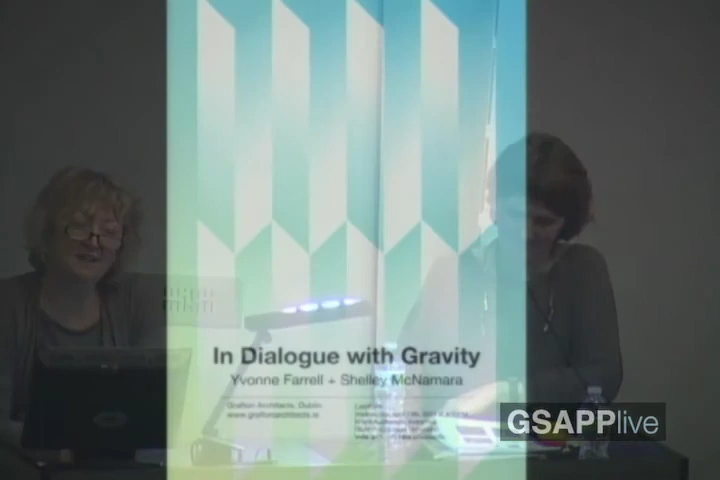 In Dialogue with Gravity
Yvonne Farrell + Shelley McNamara
Grafton Architects, Dublin
www.graftonarchitects.ie
GSAPPlive